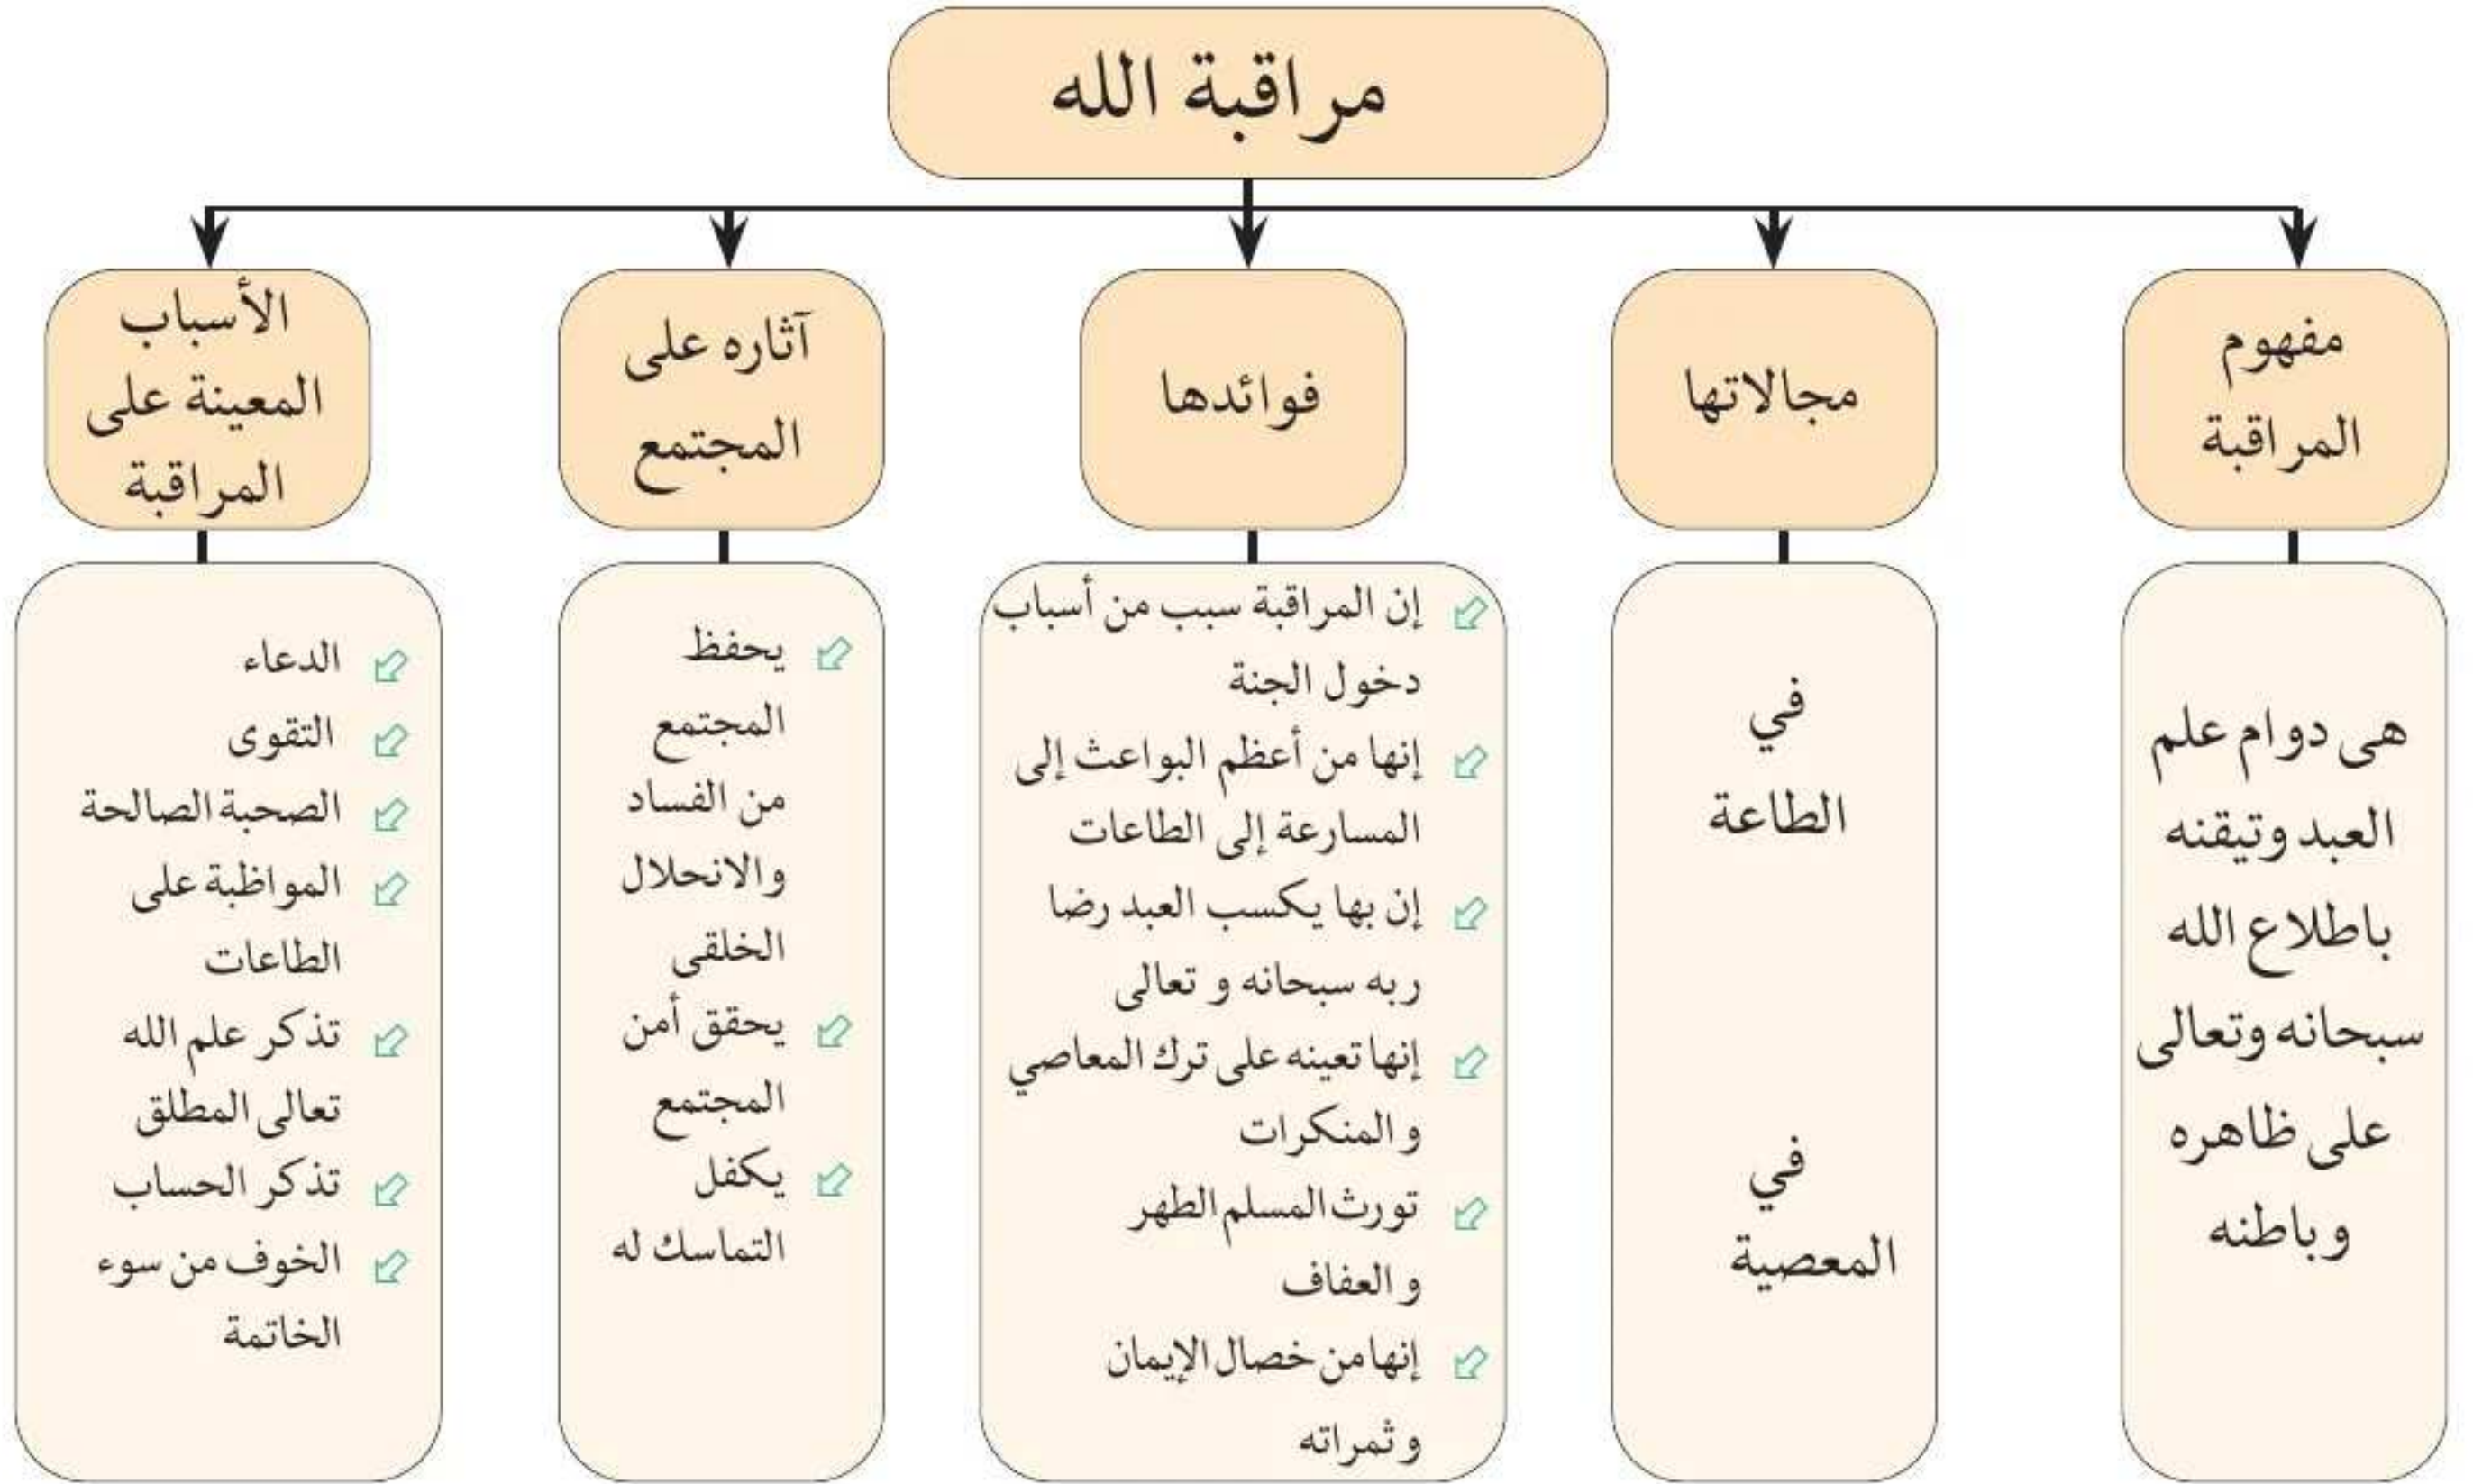 مراقبة الله
مفهوم
المراقبة
هى دوام علم
العبد وتيقنه
باطلاع الله
سبحانه وتعالى
على ظاهره
وباطنه
مجالاتها
في
الطاعة
في
المعصية
فوائدها
إن المراقبة سبب من أسباب
دخول الجنة
إنها من أعظم البواعث إلى
المسارعة إلى الطاعات
إن بها يكسب العبد رضا
ربه سبحانه و تعالى
إنها تعينه على ترك المعاصي
و المنكرات
تورث المسلم الطهر
و العفاف
إنها من خصال الإيمان
و ثمراته
آثاره على
المجتمع
يحفظ
المجتمع
من الفساد
والانحلال
الخلقى
يحقق أمن
المجتمع
يكفل
التماسك له
الأسباب
المعينة على
المراقبة
الدعاء
التقوى
الصحبة الصالحة
المواظبة على
الطاعات
تذكر علم الله
تعالى المطلق
تذكر الحساب
الخوف من سوء
الخاتمة